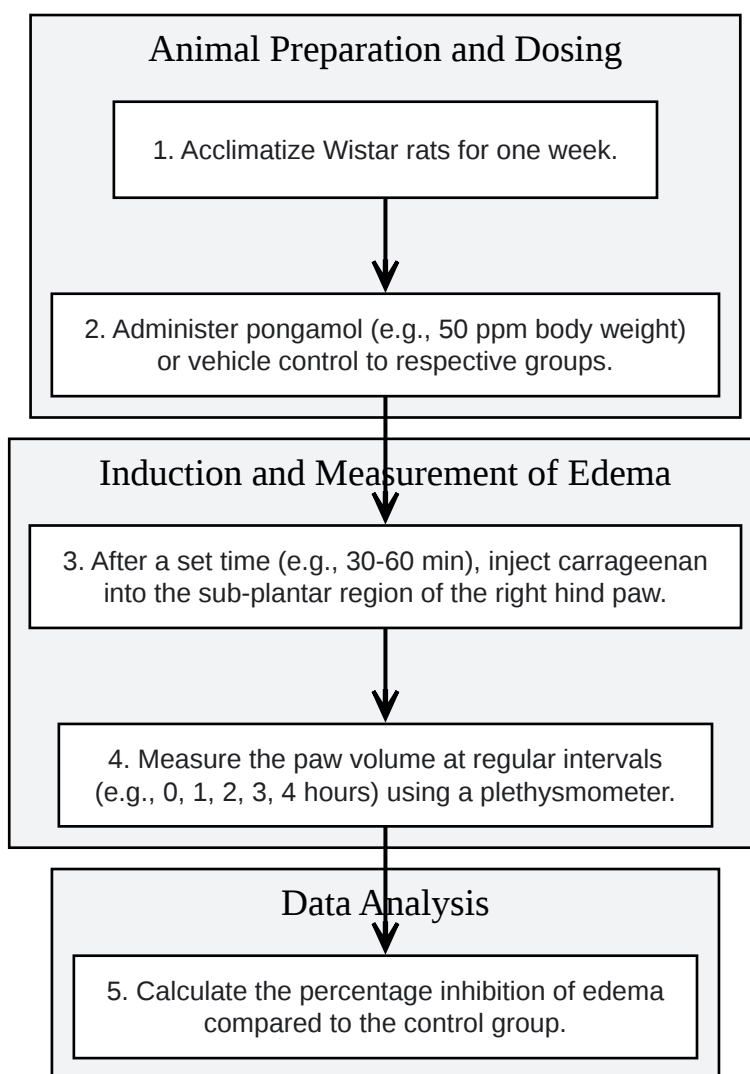 Animal Preparation and Dosing
1. Acclimatize Wistar rats for one week.
2. Administer pongamol (e.g., 50 ppm body weight)
or vehicle control to respective groups.
Induction and Measurement of Edema
3. After a set time (e.g., 30-60 min), inject carrageenan
into the sub-plantar region of the right hind paw.
4. Measure the paw volume at regular intervals
(e.g., 0, 1, 2, 3, 4 hours) using a plethysmometer.
Data Analysis
5. Calculate the percentage inhibition of edema
compared to the control group.